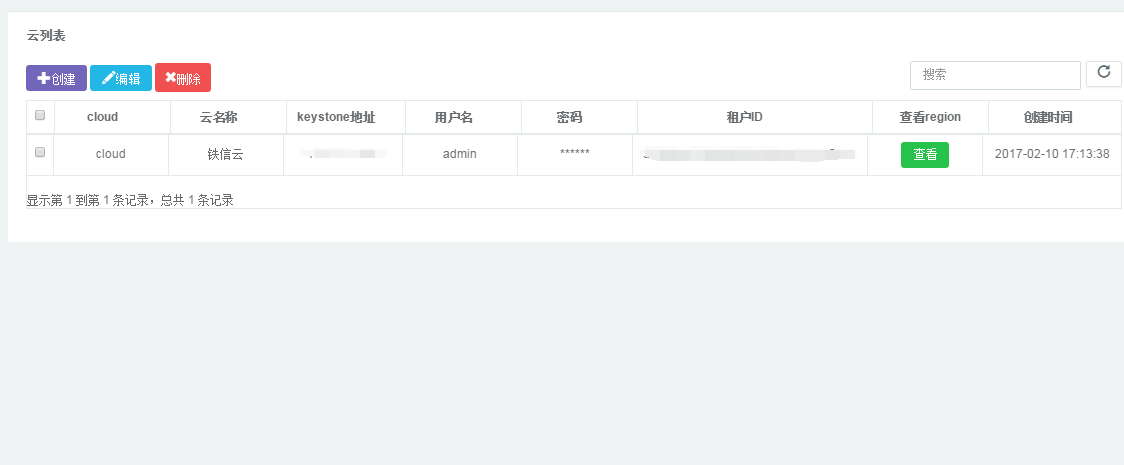 云列表
创建 编辑 删除 搜索
cloud 云名称 keystone地址 用户名 密码 租户ID 查看region 创建时间
cloud 铁信云 admin ****** 查看 2017-02-10 17:13:38
显示第 1 到第 1 条记录，总共 1 条记录